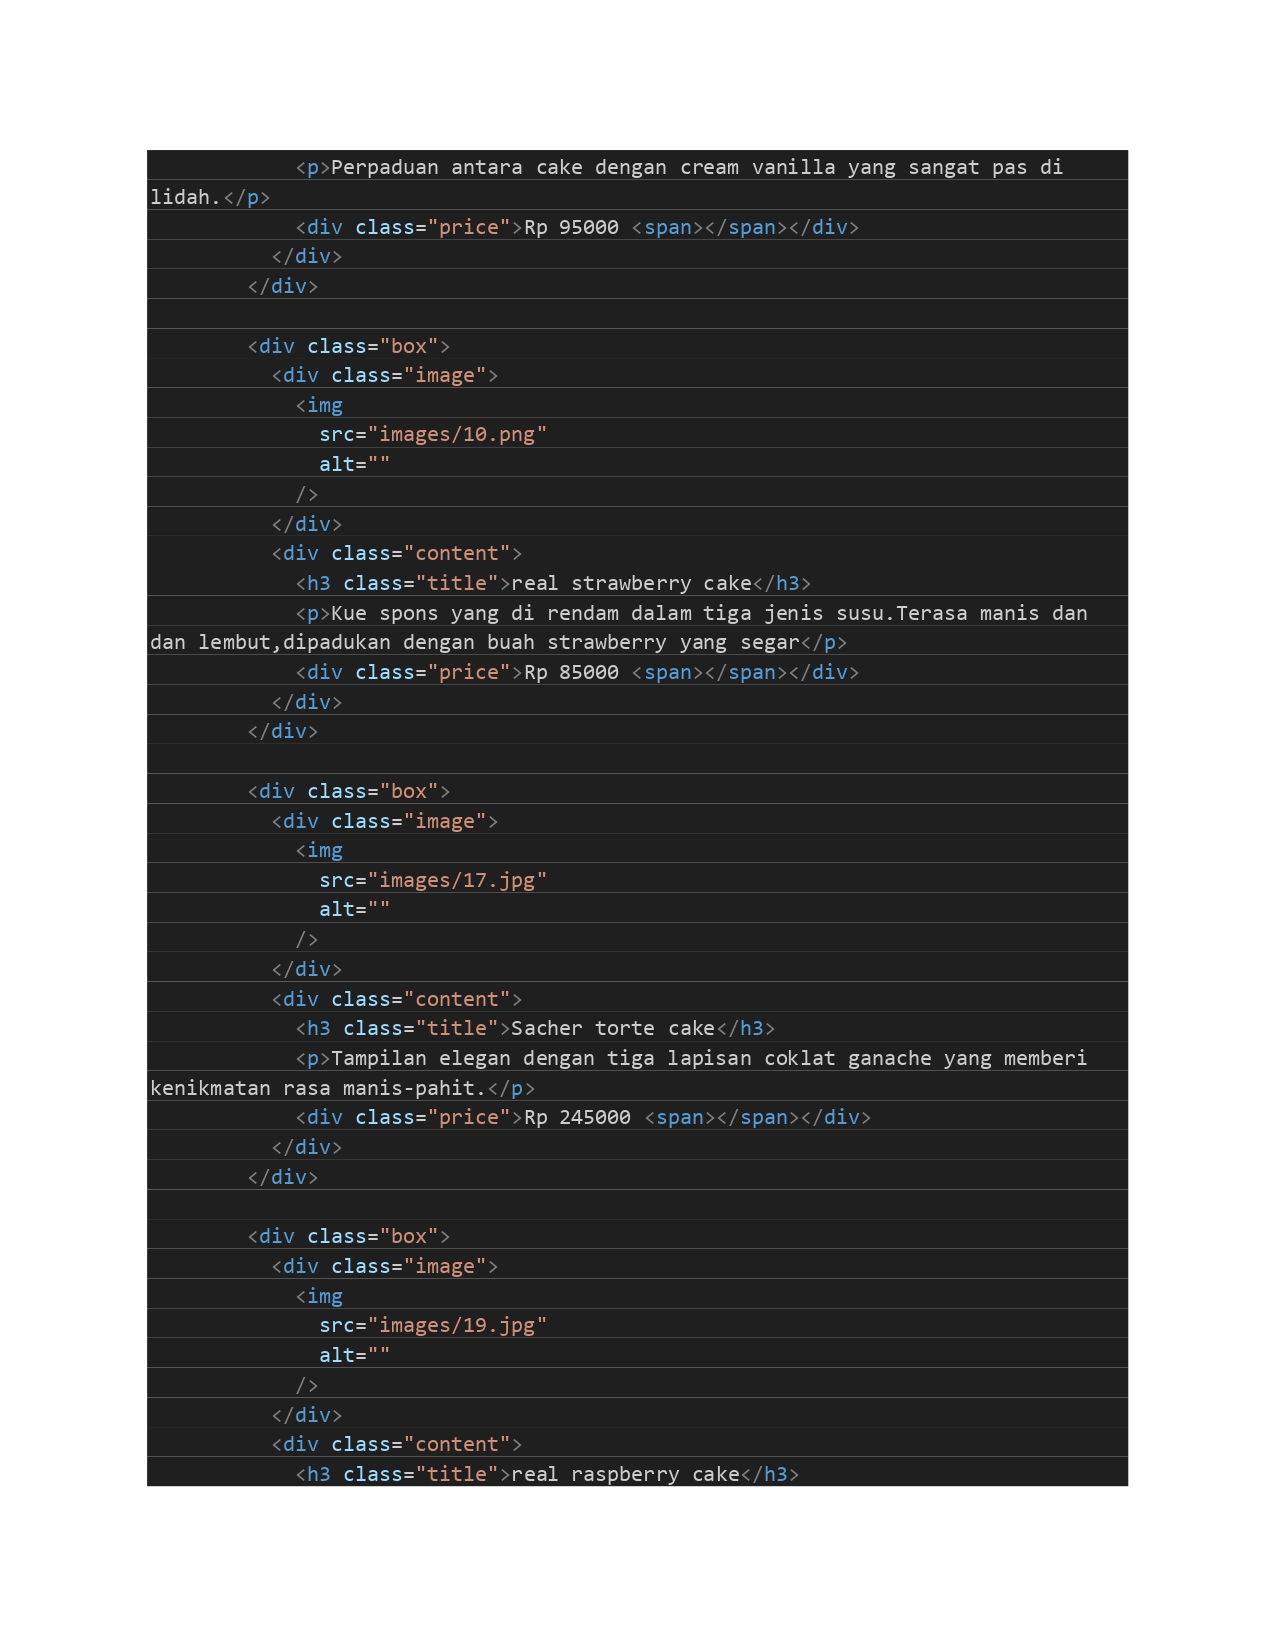 <p>Perpaduan antara cake dengan cream vanilla yang sangat pas di
lidah.</p>
            <div class="price">Rp 95000 <span></span></div>
          </div>
        </div>

        <div class="box">
          <div class="image">
            <img
              src="images/10.png"
              alt=""
            />
          </div>
          <div class="content">
            <h3 class="title">real strawberry cake</h3>
            <p>Kue spons yang di rendam dalam tiga jenis susu.Terasa manis dan
dan lembut,dipadukan dengan buah strawberry yang segar</p>
            <div class="price">Rp 85000 <span></span></div>
          </div>
        </div>

        <div class="box">
          <div class="image">
            <img
              src="images/17.jpg"
              alt=""
            />
          </div>
          <div class="content">
            <h3 class="title">Sacher torte cake</h3>
            <p>Tampilan elegan dengan tiga lapisan coklat ganache yang memberi
kenikmatan rasa manis-pahit.</p>
            <div class="price">Rp 245000 <span></span></div>
          </div>
        </div>

        <div class="box">
          <div class="image">
            <img
              src="images/19.jpg"
              alt=""
            />
          </div>
          <div class="content">
            <h3 class="title">real raspberry cake</h3>